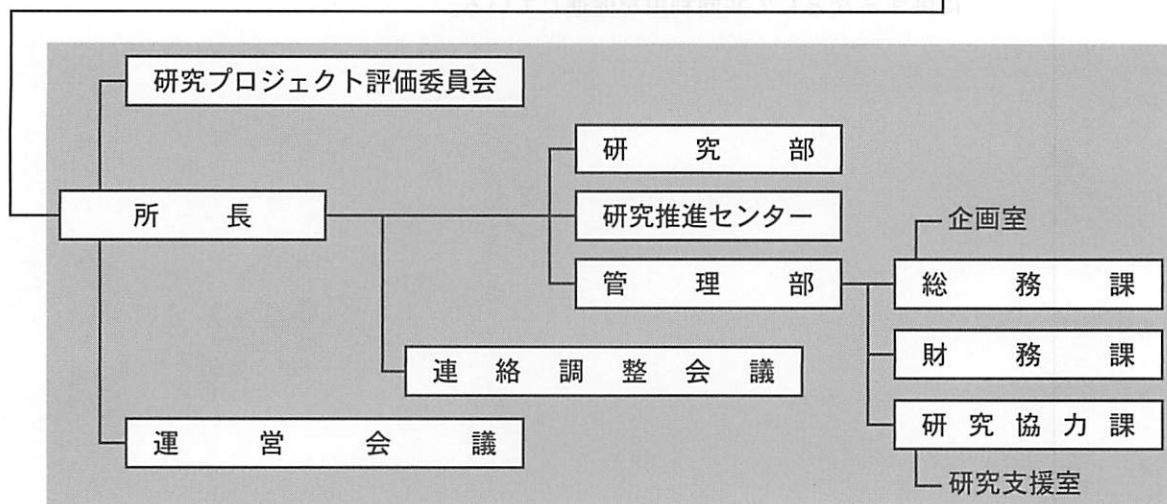 研究プロジェクト評価委員会
研究部
所長
研究推進センター
企画室
管理部
総務課
財務課
連絡調整会議
研究協力課
運営会議
研究支援室